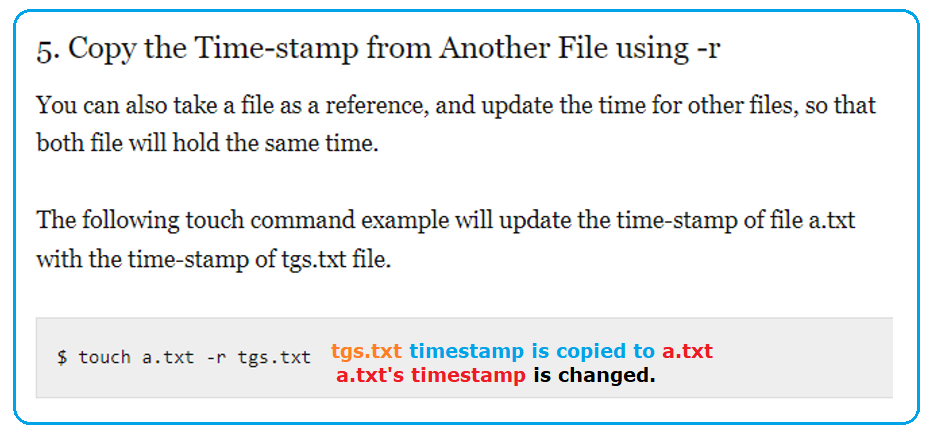 5. Copy the Time-stamp from Another File using -r
You can also take a file as a reference, and update the time for other files, so that
both file will hold the same time.
The following touch command example will update the time-stamp of file a.txt
with the time-stamp of tgs.txt file.
$ touch a.txt -r tgs.txt tgs.txt timestamp is copied to a.txt
a.txt's timestamp is changed.